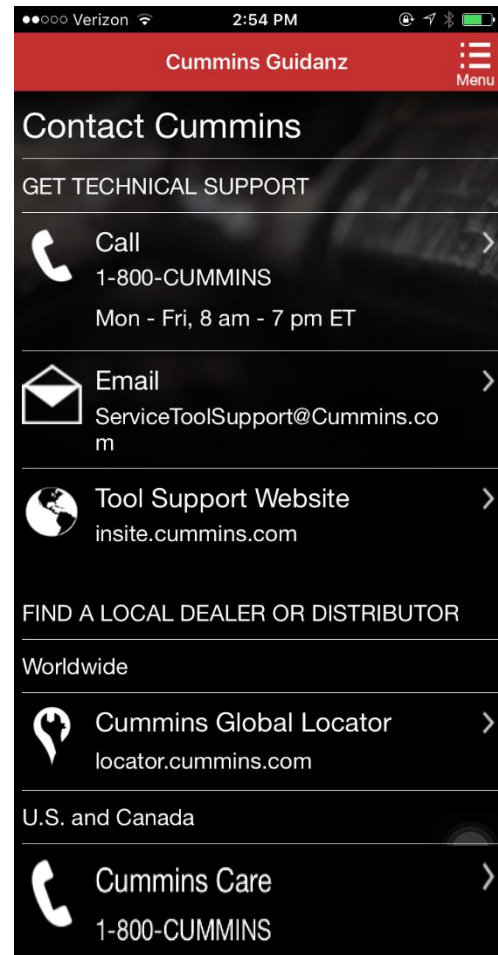 Verizon 2:54 PM
Cummins Guidanz
Menu
Contact Cummins
GET TECHNICAL SUPPORT
Call
1-800-CUMMINS
Mon - Fri, 8 am - 7 pm ET
Email
ServiceToolSupport@Cummins.co
m
Tool Support Website
insite.cummins.com
FIND A LOCAL DEALER OR DISTRIBUTOR
Worldwide
Cummins Global Locator
locator.cummins.com
U.S. and Canada
Cummins Care
1-800-CUMMINS